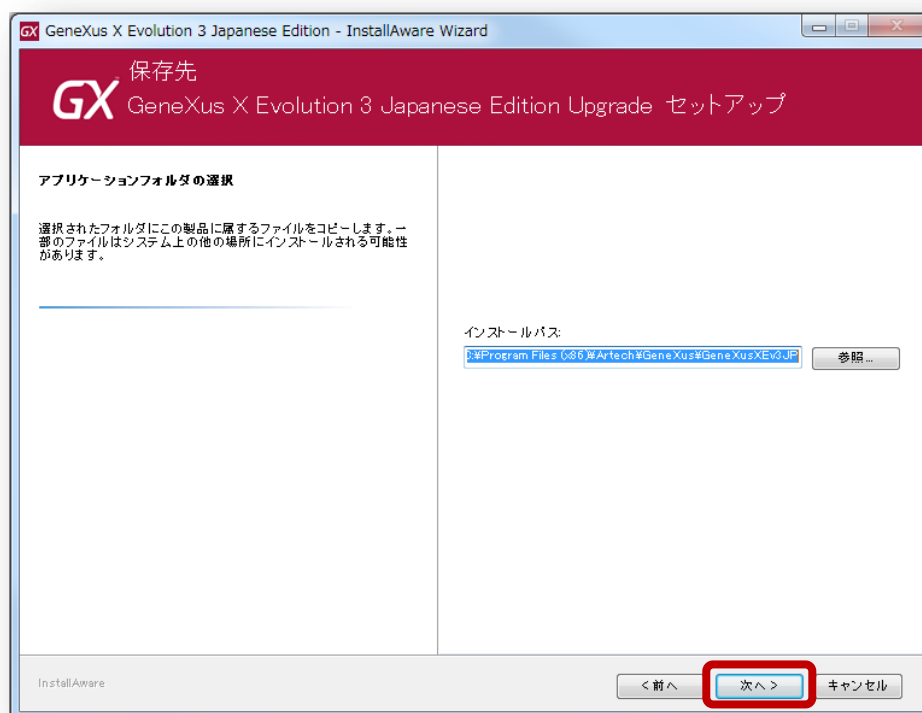 GX GeneXus X Evolution 3 Japanese Edition - InstallAware Wizard
保存先
GX GeneXus X Evolution 3 Japanese Edition Upgrade セットアップ
アプリケーションフォルダの選択
選択されたフォルダにこの製品に属するファイルをコピーします。一
部のファイルはシステム上の他の場所にインストールされる可能性
があります。
インストールパス:
:¥Program Files (x86)¥Artech¥GeneXus¥GeneXusXEv3JP
参照...
InstallAware
< 前へ
次へ >
キャンセル